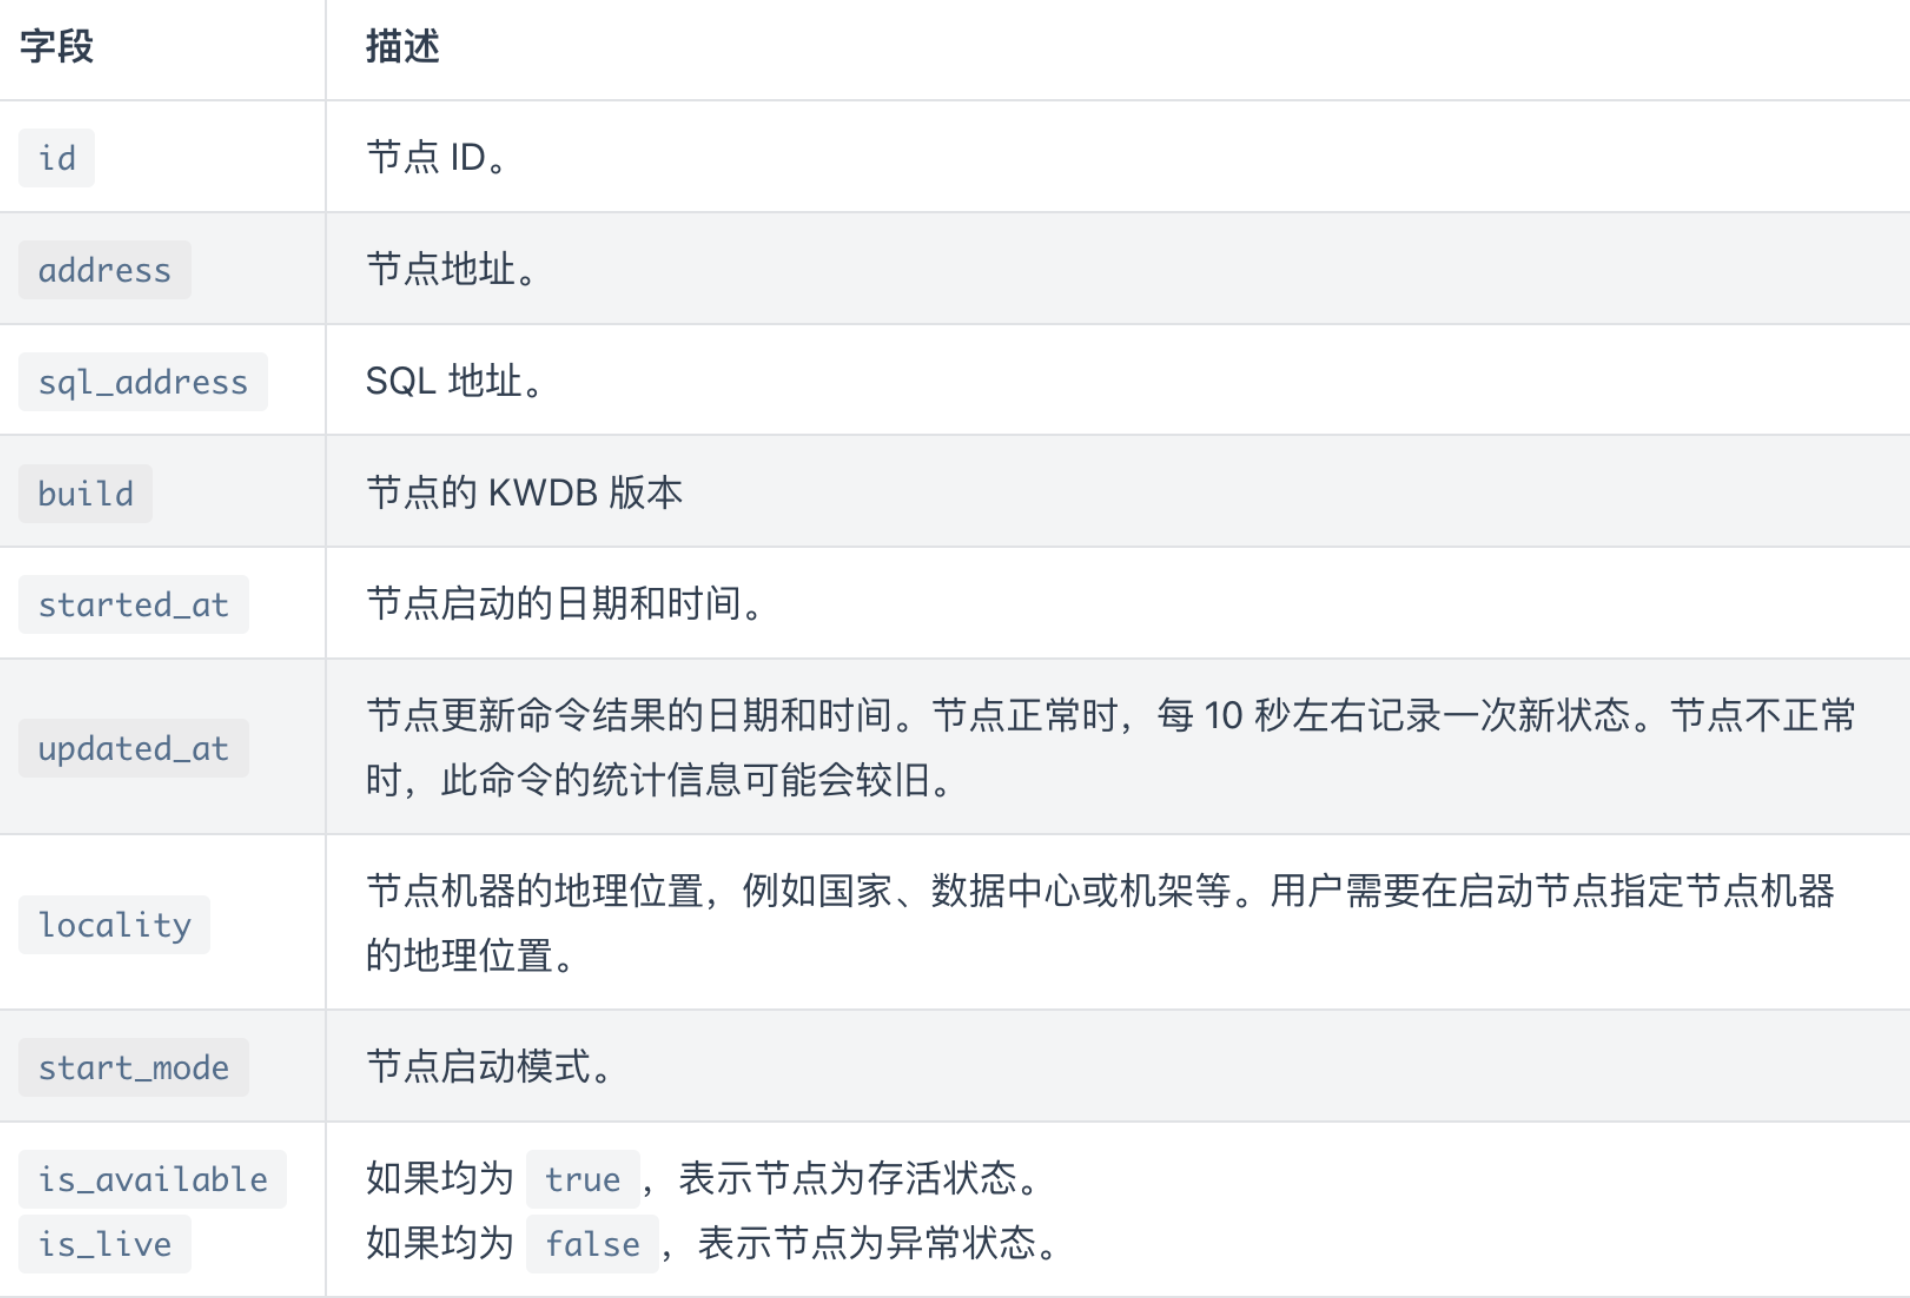 字段 描述
id 节点 ID。
address 节点地址。
sql_address SQL 地址。
build 节点的 KWDB 版本
started_at 节点启动的日期和时间。
updated_at 节点更新命令结果的日期和时间。节点正常时，每 10 秒左右记录一次新状态。节点不正常
时，此命令的统计信息可能会较旧。
locality 节点机器的地理位置，例如国家、数据中心或机架等。用户需要在启动节点指定节点机器
的地理位置。
start_mode 节点启动模式。
is_available 如果均为 true，表示节点为存活状态。
is_live 如果均为 false，表示节点为异常状态。